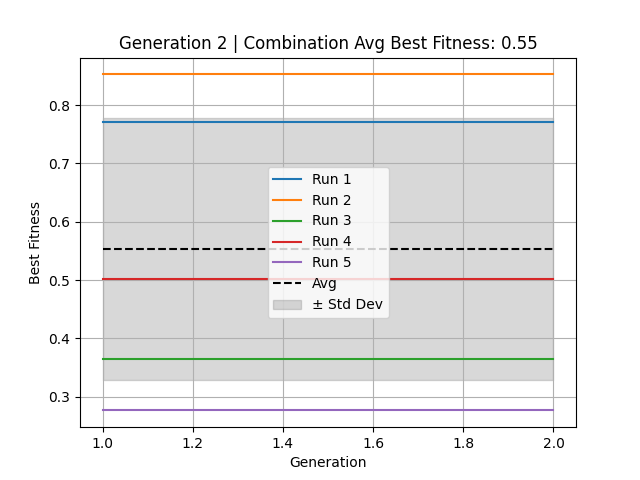 Generation 2 | Combination Avg Best Fitness: 0.55
Best Fitness
0.8
0.7
0.6
0.5
0.4
0.3
Run 1
Run 2
Run 3
Run 4
Run 5
Avg
± Std Dev
1.0 1.2 1.4 1.6 1.8 2.0
Generation